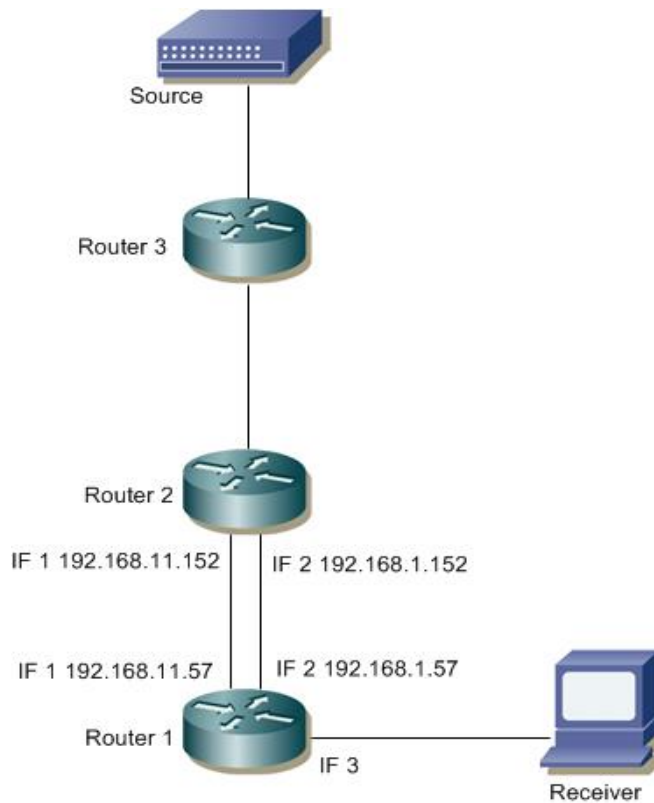 Source
Router 3
Router 2
IF 1 192.168.11.152
IF 2 192.168.1.152
IF 1 192.168.11.57
IF 2 192.168.1.57
Router 1
IF 3
Receiver